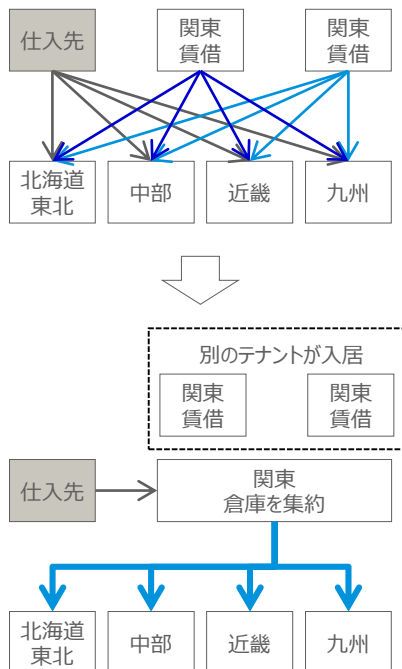 仕入先
関東
賃借
関東
賃借
北海道
東北
中部
近畿
九州
別のテナントが入居
関東
賃借
関東
賃借
仕入先
関東
倉庫を集約
北海道
東北
中部
近畿
九州